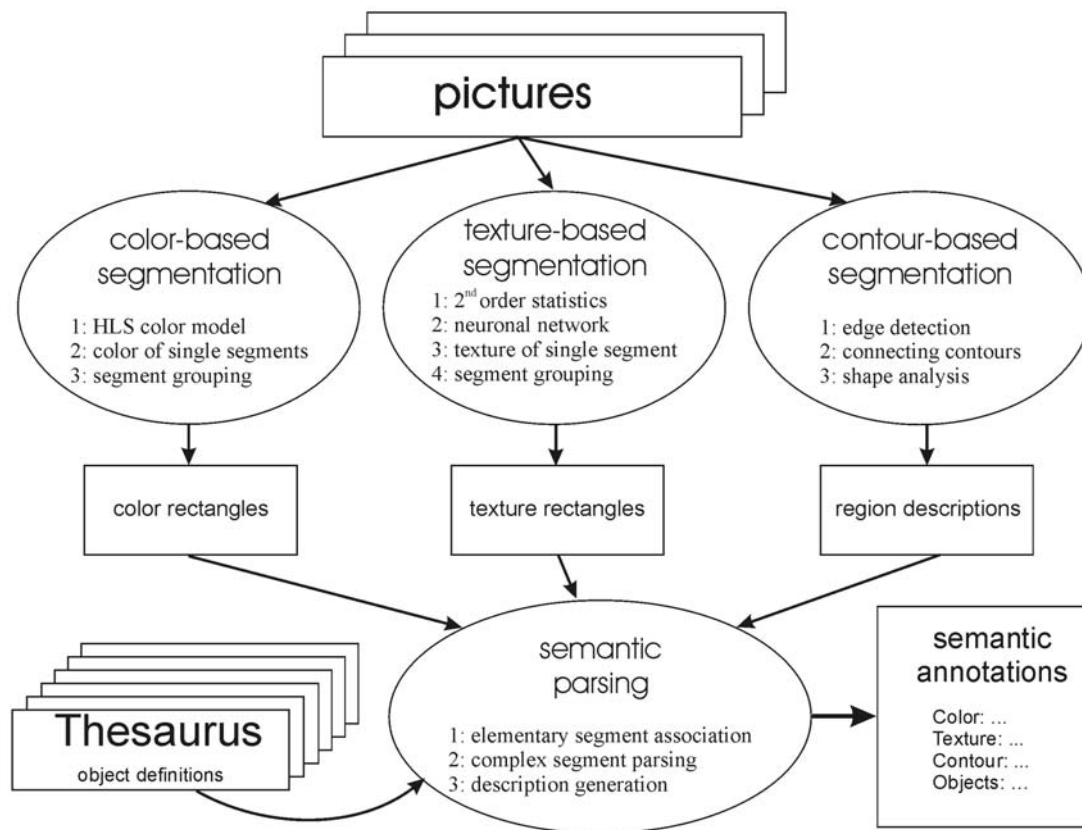 pictures
color-based
segmentation
1: HLS color model
2: color of single segments
3: segment grouping
texture-based
segmentation
1: 2nd order statistics
2: neuronal network
3: texture of single segment
4: segment grouping
contour-based
segmentation
1: edge detection
2: connecting contours
3: shape analysis
color rectangles
texture rectangles
region descriptions
Thesaurus
object definitions
semantic
parsing
1: elementary segment association
2: complex segment parsing
3: description generation
semantic
annotations
Color: ...
Texture: ...
Contour: ...
Objects: ...